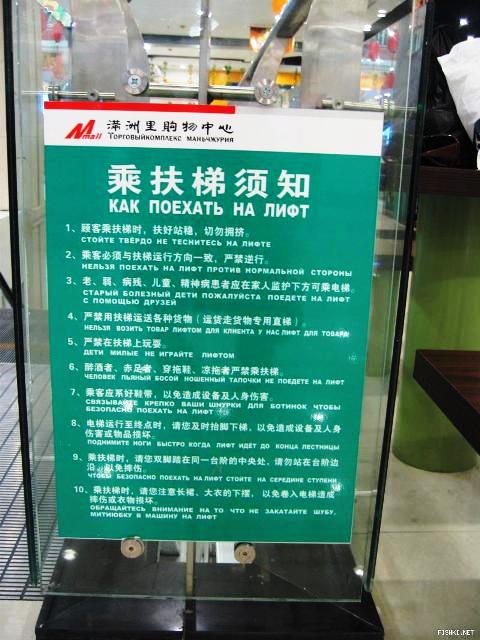 Mmall
满洲里购物中心
ТОРГОВЫЙКОМПЛЕКС МАНЬЧЖУРИЯ
乘扶梯须知
КАК ПОЕХАТЬ НА ЛИФТ
1、顾客乘扶梯时，扶好站稳，切勿拥挤。
СТОЙТЕ ТВЁРДО НЕ ТЕСНИТЕСЬ НА ЛИФТЕ
2、乘客必须与扶梯运行方向一致，严禁逆行。
НЕЛЬЗЯ ПОЕХАТЬ НА ЛИФТ ПРОТИВ НОРМАЛЬНОЙ СТОРОНЫ
3、老、弱、病残、儿童、精神病患者应在家人监护下方可乘电梯。
СТАРЫЙ БОЛЕЗНЫЙ ДЕТИ ПОЖАЛУЙСТА ПОЕДЕТЕ НА ЛИФТ
С ПОМОЩЬЮ ДРУЗЕЙ
4、严禁用扶梯运送各种货物（运货走货物专用直梯）.
НЕЛЬЗЯ ВОЗИТЬ ТОВАР ЛИФТОМ ДЛЯ КЛИЕНТА У НАС ЛИФТ ДЛЯ ТОВАРА
5、严禁在扶梯上玩耍。
ДЕТИ МИЛЫЕ НЕ ИГРАЙТЕ ЛИФТОМ
6、醉酒者、赤足者、穿拖鞋、凉拖者严禁乘扶梯。
ЧЕЛОВЕК ПЬЯНЫЙ БОСОЙ НОШЕННЫЙ ТАПОЧКИ НЕ ПОЕДЕТЕ НА ЛИФТ
7、乘客应系好鞋带，以免造成设备及人身伤害。
СВЯЗЫВАЙТЕ КРЕПКО ВАШИ ШНУРКИ ДЛЯ БОТИНОК ЧТОБЫ
БЕЗОПАСНО ПОЕХАТЬ НА ЛИФТ
8、电梯运行至终点时，请您及时抬脚下梯，以免造成设备及人身
伤害或物品损坏.
ПОДНИМИТЕ НОГИ БЫСТРО КОГДА ЛИФТ ИДЁТ ДО КОНЦА ЛЕСТНИЦЫ
9、乘扶梯时，请您双脚踏在同一台阶的中央处，请勿站在台阶边
沿，以免摔伤。
ЧТОБЫ БЕЗОПАСНО ПОЕХАТЬ НА ЛИФТ СТОЙТЕ НА СЕРЕДИНЕ СТУПЕНИ
10、乘扶梯时，请您注意长裙、大衣的下摆，以免卷入电梯造成
摔伤或衣物损坏.
ОБРАЩАЙТЕСЬ ВНИМАНИЕ НА ТО ЧТО НЕ ЗАКАТАЙТЕ ШУБУ,
МИТИЮБКУ В МАШИНУ НА ЛИФТ
FISHKI.NET